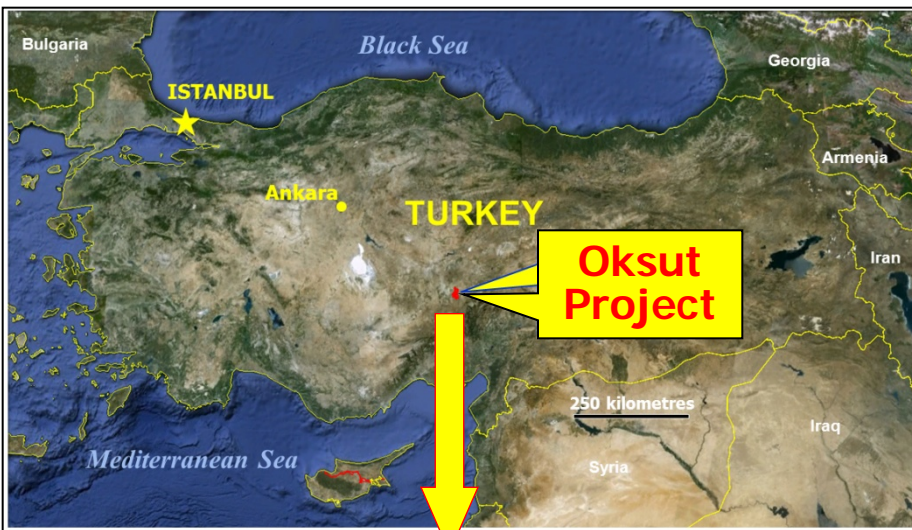 Bulgaria
Black Sea
Georgia
ISTANBUL
Armenia
Ankara
TURKEY
Iran
Oksut
Project
250 kilometres
Iraq
Mediterranean Sea
Syria